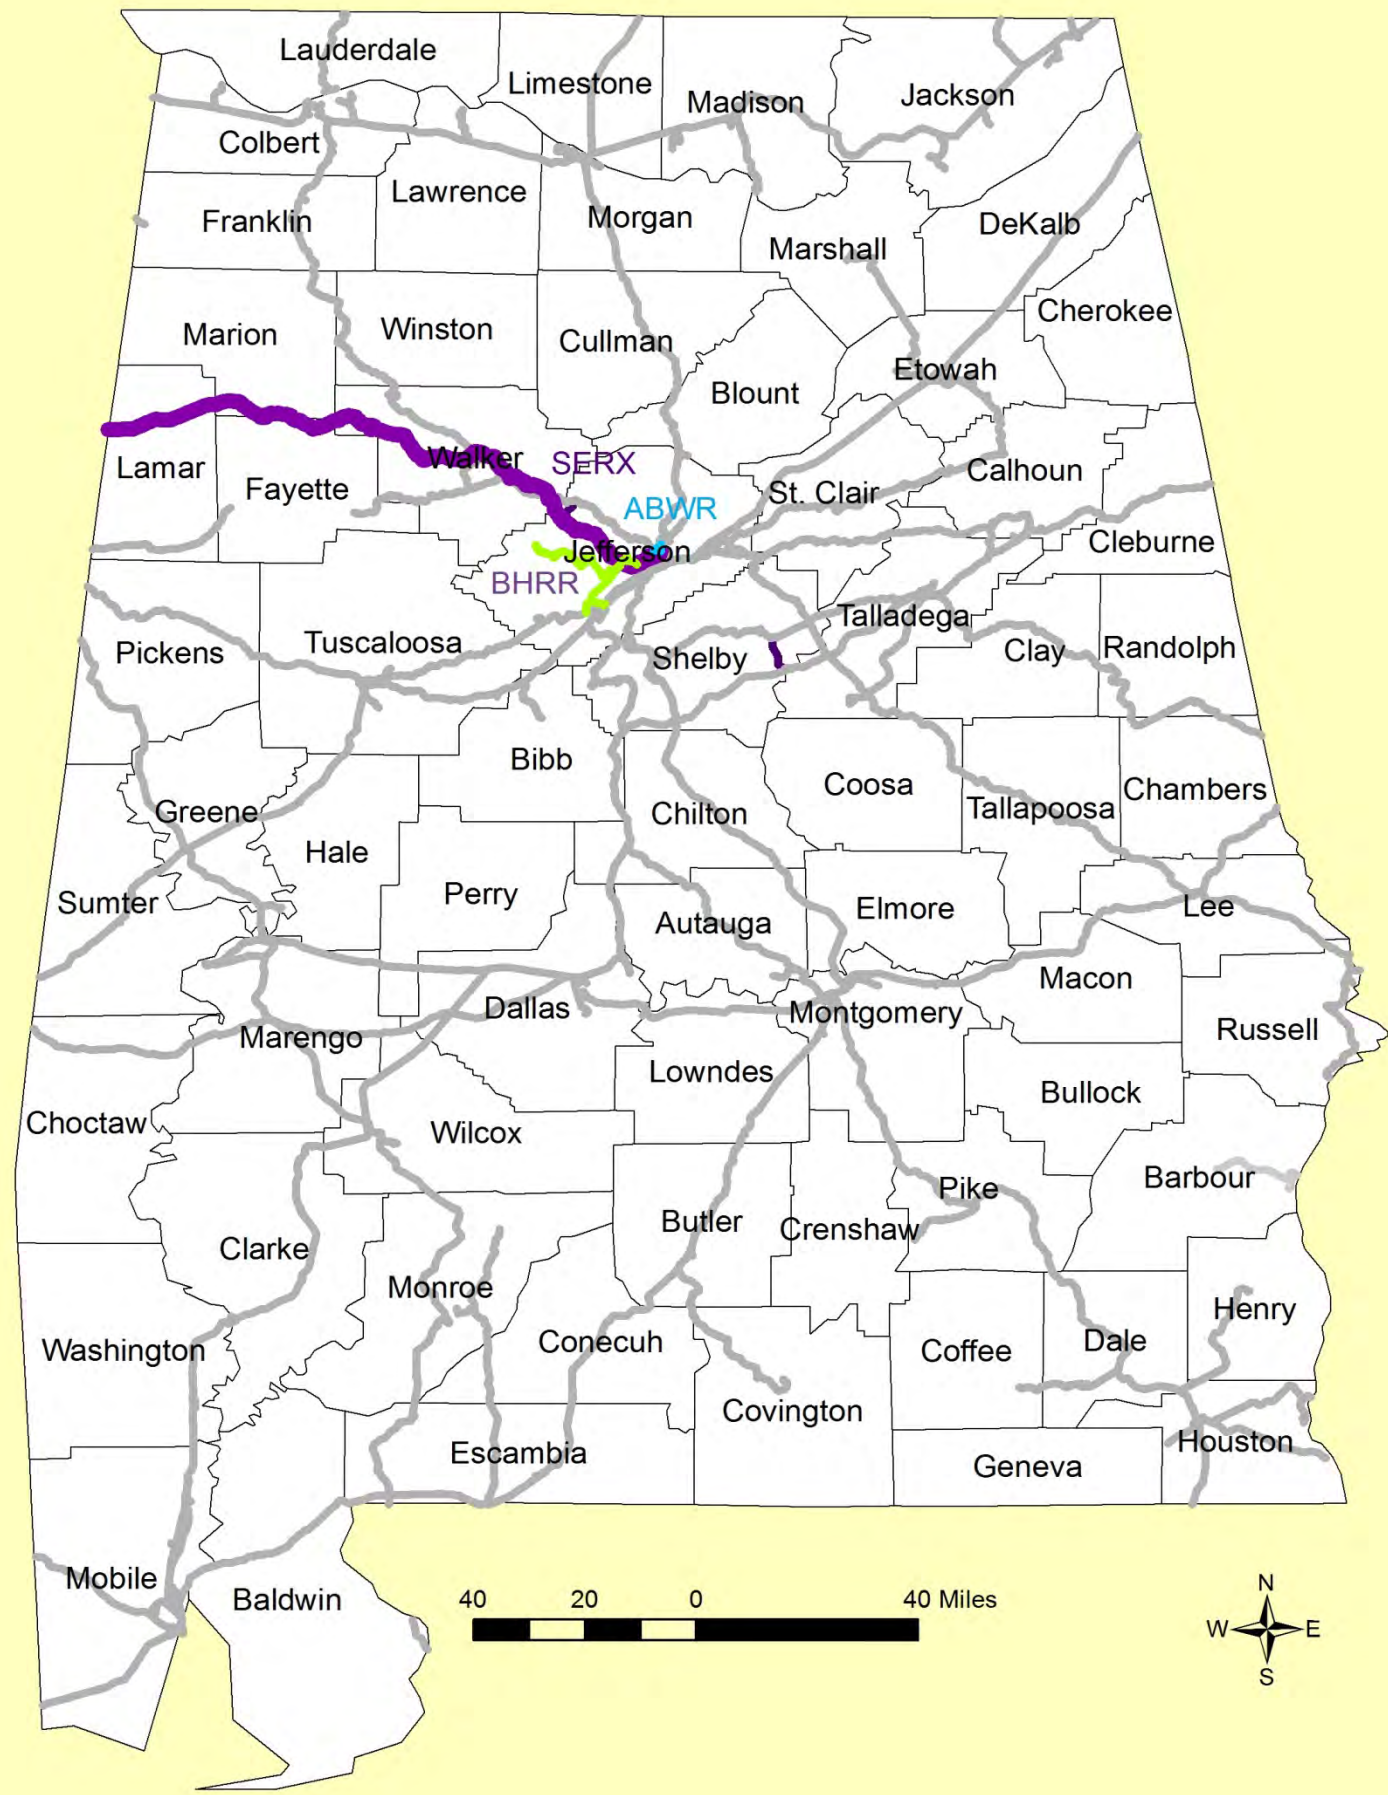 Lauderdale
Limestone
Madison
Jackson
Colbert
Lawrence
Franklin
Morgan
DeKalb
Marshall
Cherokee
Marion
Winston
Cullman
Etowah
Blount
Lamar
Walker
SERX
Fayette
Calhoun
St. Clair
ABWR
Jefferson
Cleburne
BHRR
Talladega
Pickens
Tuscaloosa
Shelby
Clay
Randolph
Bibb
Coosa
Chambers
Greene
Chilton
Tallapoosa
Hale
Perry
Sumter
Autauga
Elmore
Lee
Dallas
Macon
Montgomery
Marengo
Russell
Lowndes
Bullock
Choctaw
Wilcox
Barbour
Pike
Butler
Crenshaw
Clarke
Monroe
Henry
Washington
Conecuh
Coffee
Dale
Covington
Escambia
Houston
Geneva
Mobile
Baldwin
40 20 0 40 Miles
N
W E
S